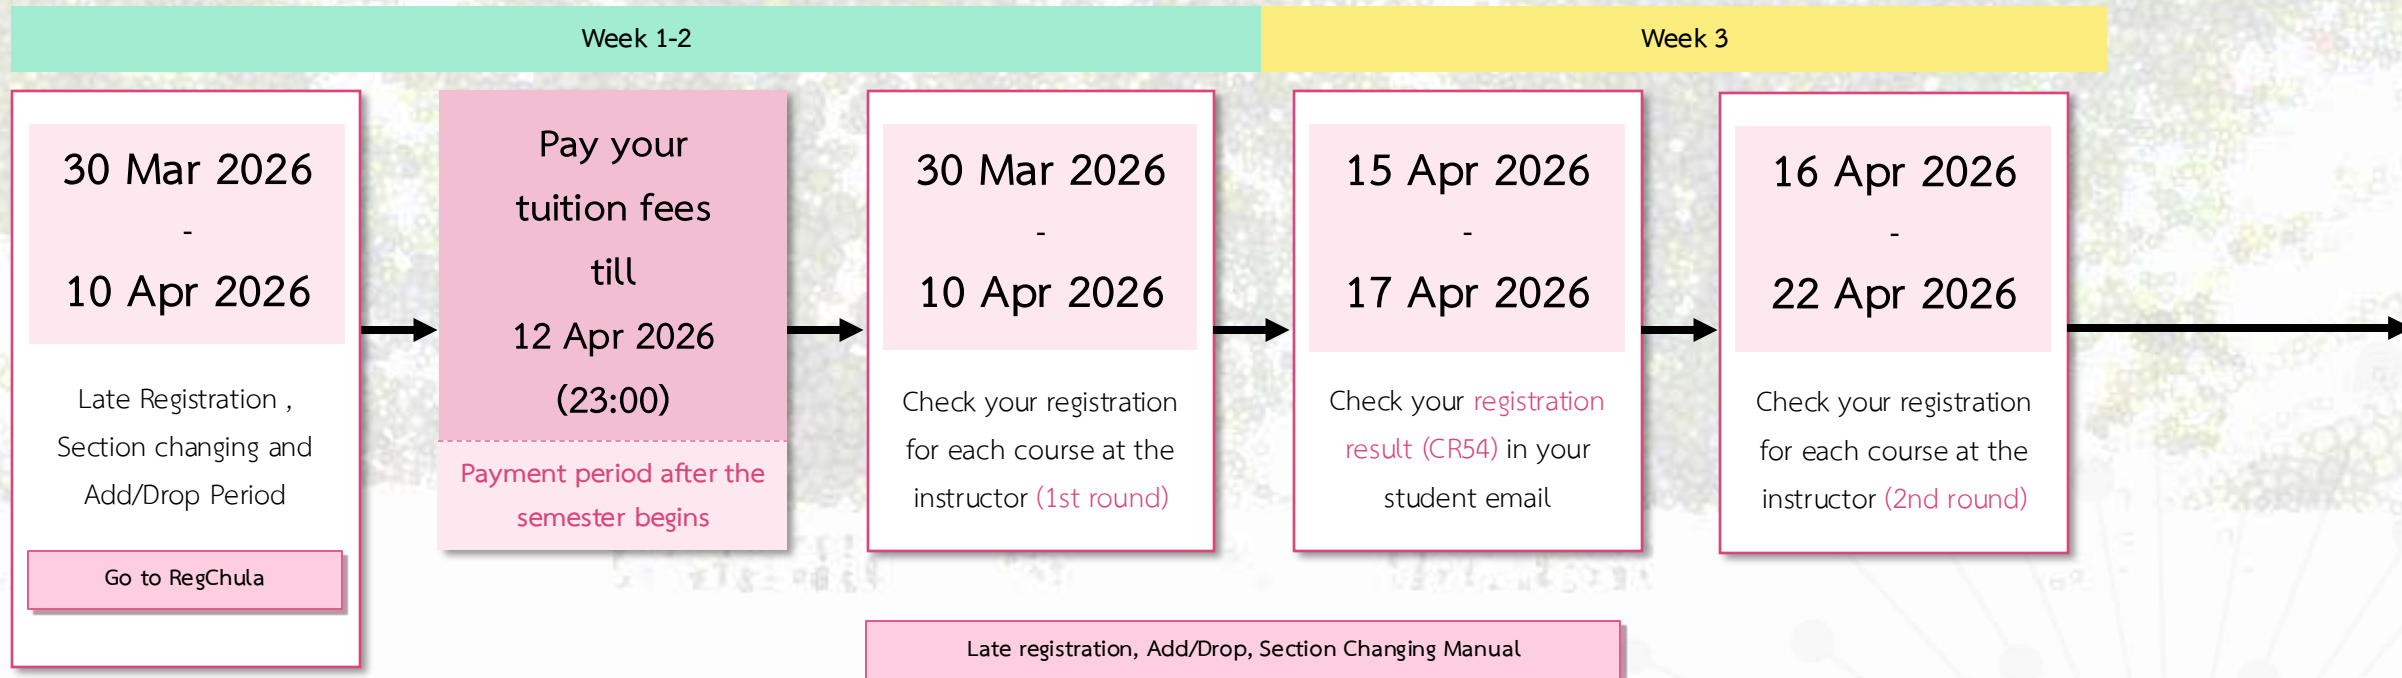 Week 1-2
Week 3
30 Mar 2026
-
10 Apr 2026
Late Registration ,
Section changing and
Add/Drop Period
Go to RegChula
Pay your
tuition fees
till
12 Apr 2026
(23:00)
Payment period after the
semester begins
30 Mar 2026
-
10 Apr 2026
Check your registration
for each course at the
instructor (1st round)
15 Apr 2026
-
17 Apr 2026
Check your registration
result (CR54) in your
student email
16 Apr 2026
-
22 Apr 2026
Check your registration
for each course at the
instructor (2nd round)
Late registration, Add/Drop, Section Changing Manual